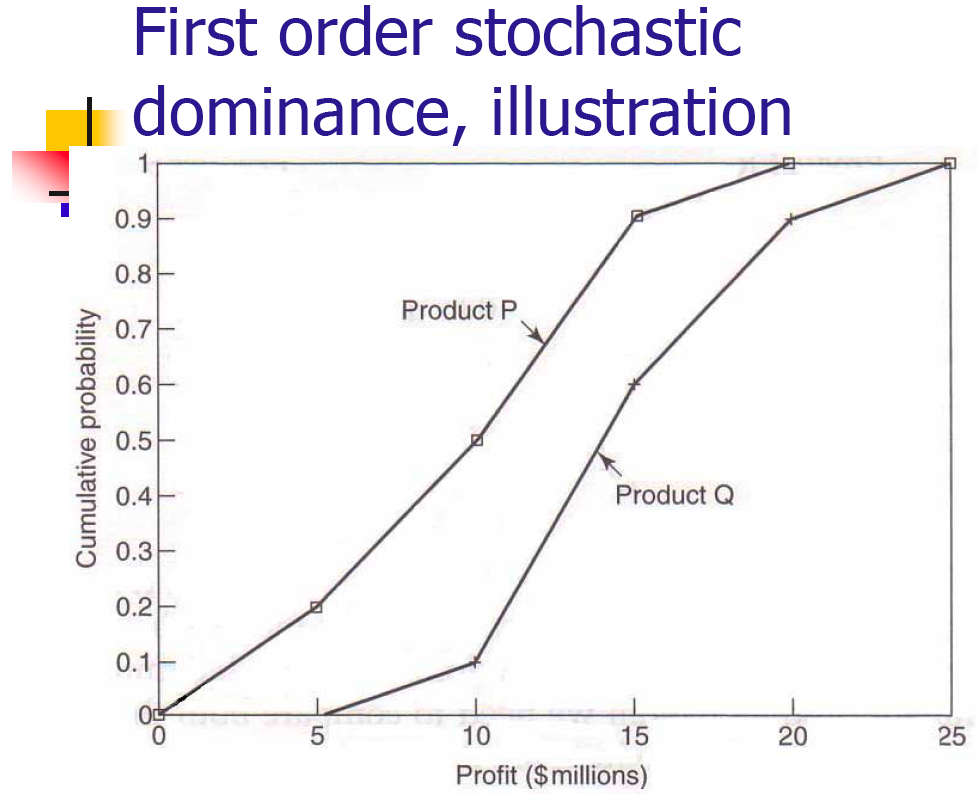 First order stochastic
dominance, illustration
1
0.9
0.8
0.7
0.6
0.5
0.4
0.3
0.2
0.1
0
Cumulative probability
Product P
Product Q
0 5 10 15 20 25
Profit ($millions)